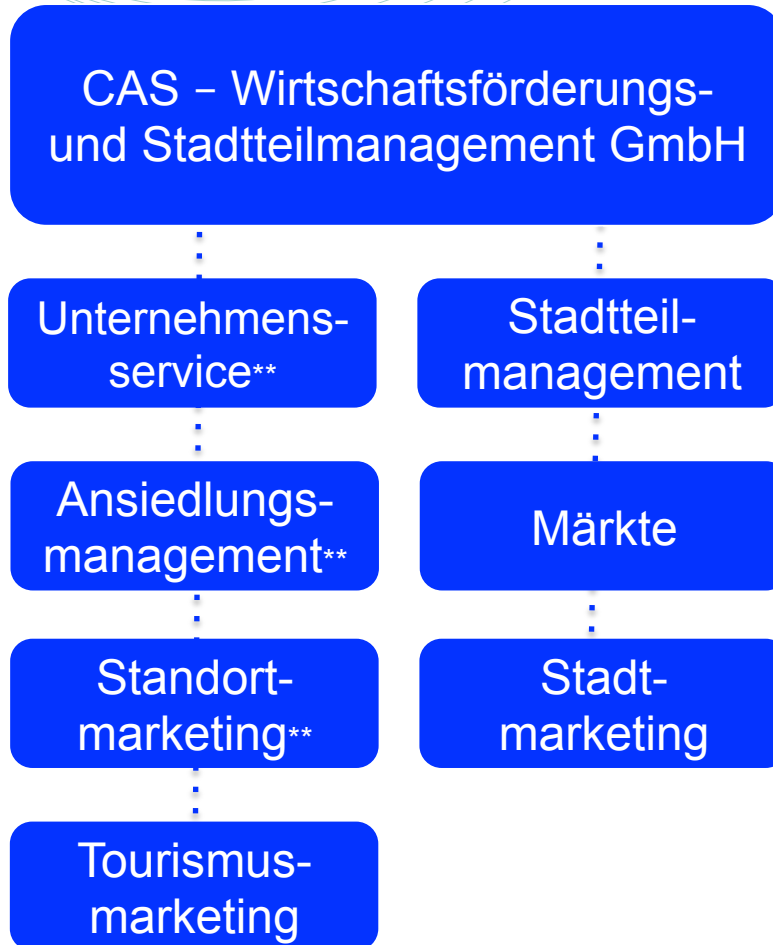 CAS – Wirtschaftsförderungs-
und Stadtteilmanagement GmbH
Unternehmens-
service**
Ansiedlungs-
management**
Standort-
marketing**
Tourismus-
marketing
Stadtteil-
management
Märkte
Stadt-
marketing